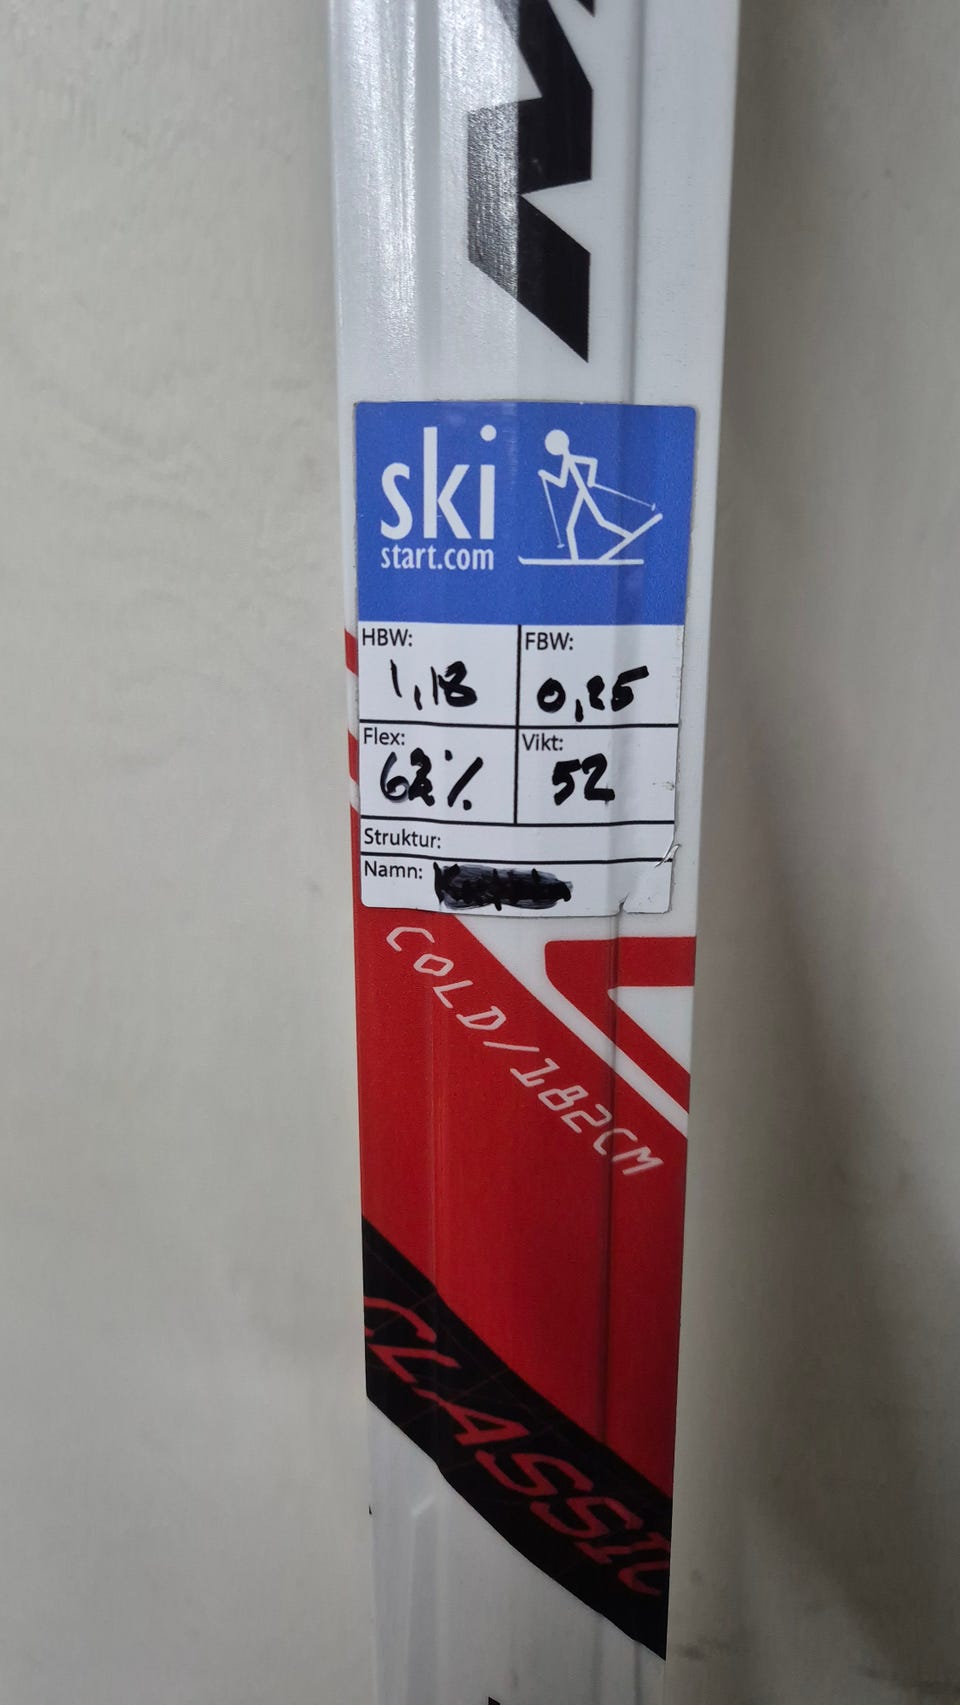 ski
start.com
HBW: 1,18 FBW: 0,25
Flex: 62% Vikt: 52
Struktur:
Namn:
COLD/182CM
CLASSIC